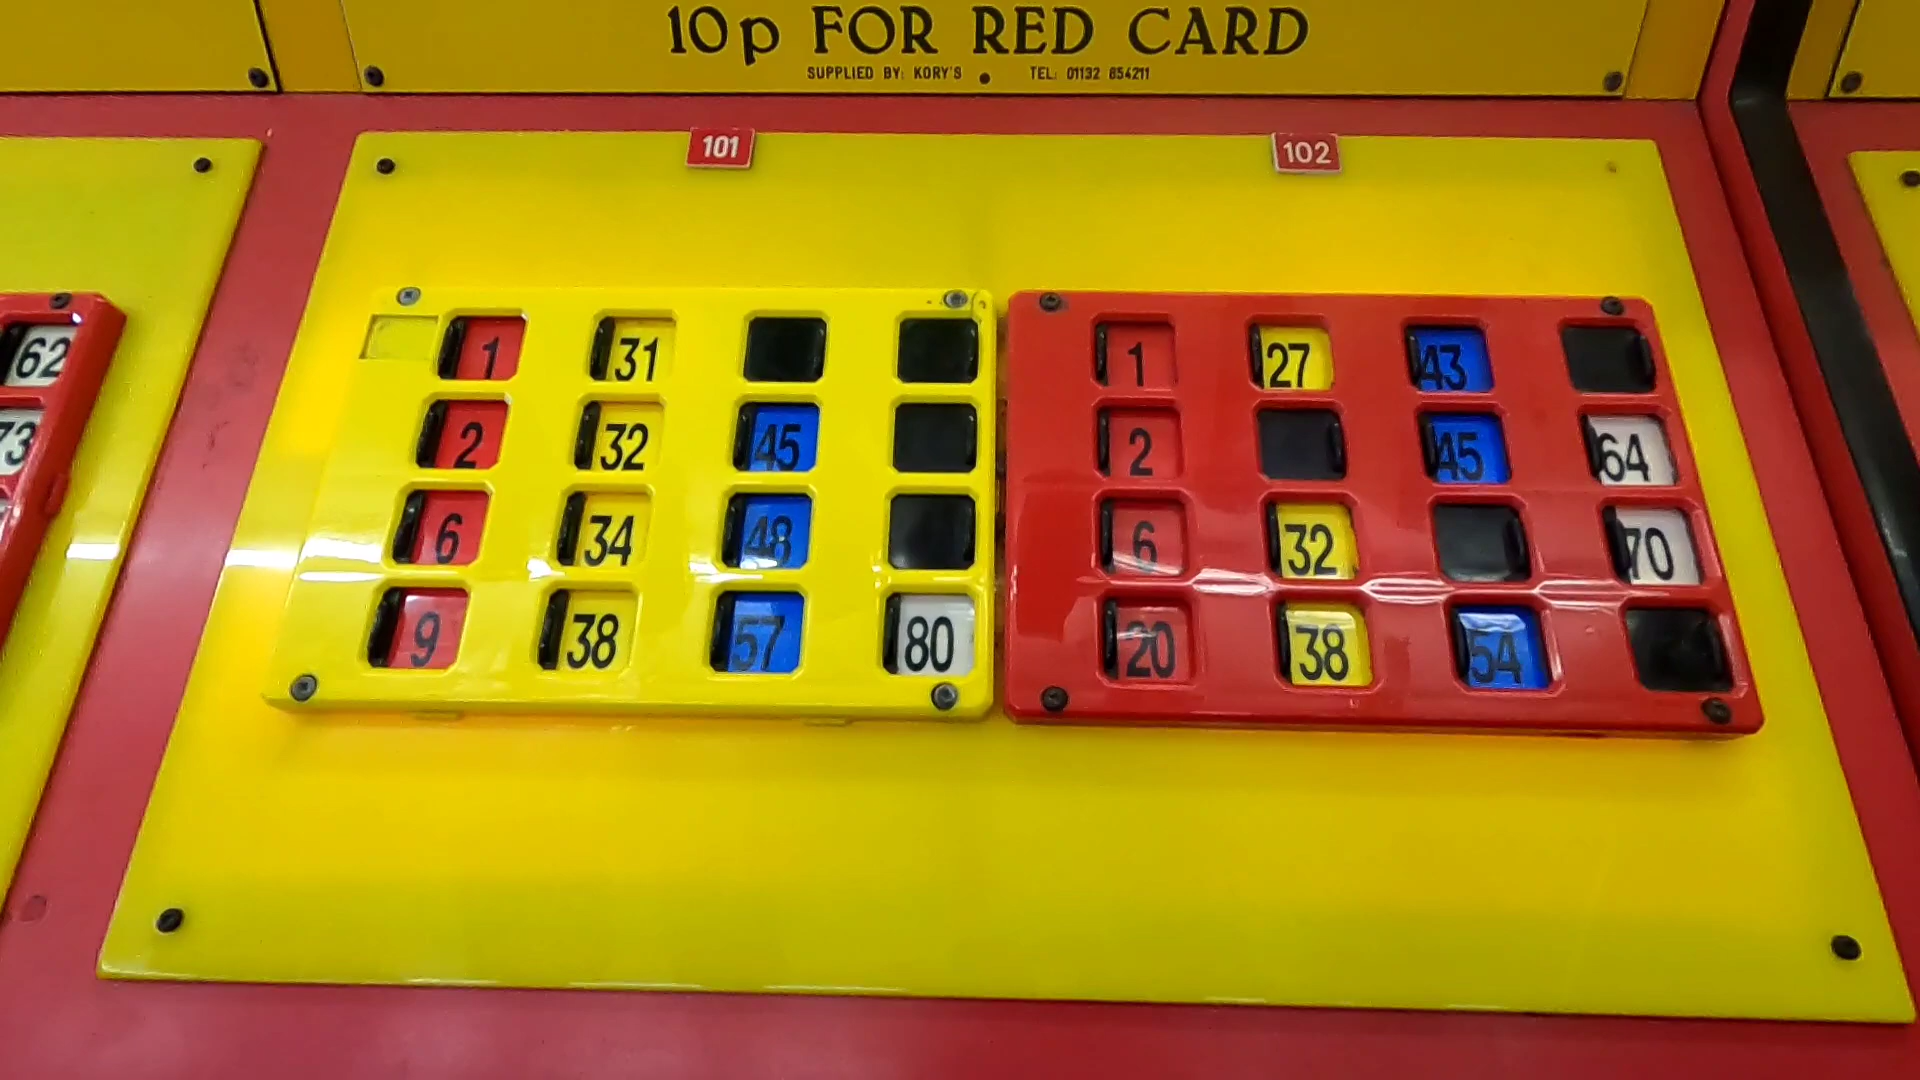 10p FOR RED CARD
SUPPLIED BY: KORY'S TEL: 01132 854211
101
102
62
73
1 31
2 32 45
6 34 48
9 38 57 80
1 27 43
2 45 64
6 32 70
20 38 54